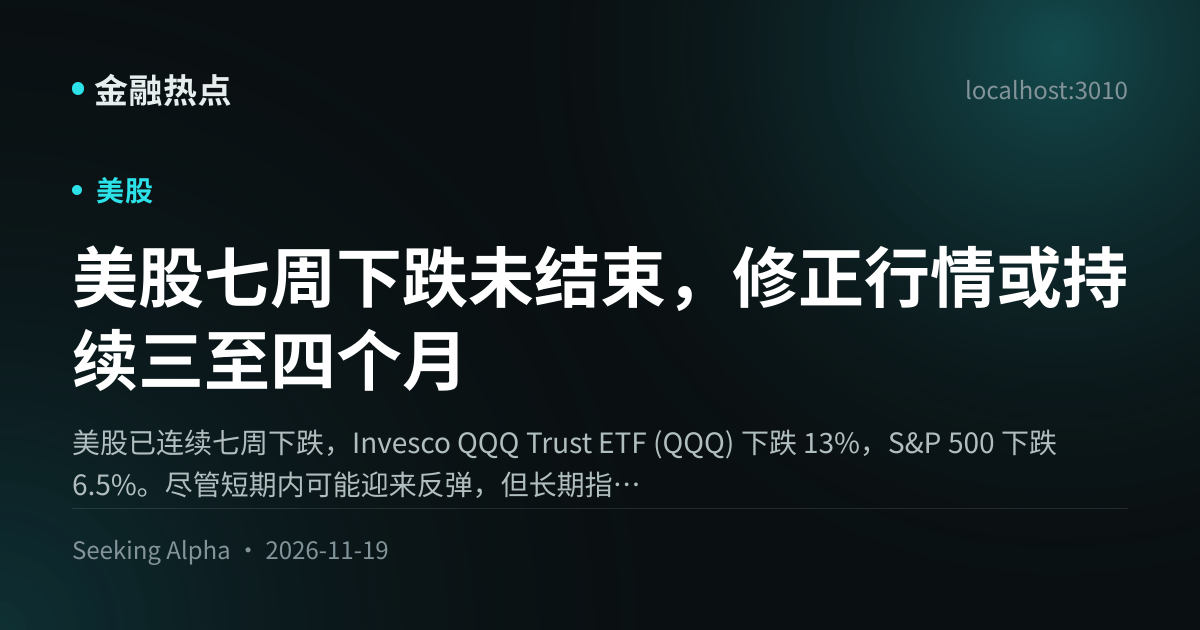 金融热点
localhost:3010
美股
美股七周下跌未结束，修正行情或持
续三至四个月
美股已连续七周下跌，Invesco QQQ Trust ETF (QQQ) 下跌 13%，S&P 500 下跌
6.5%。尽管短期内可能迎来反弹，但长期指…
Seeking Alpha · 2026-11-19